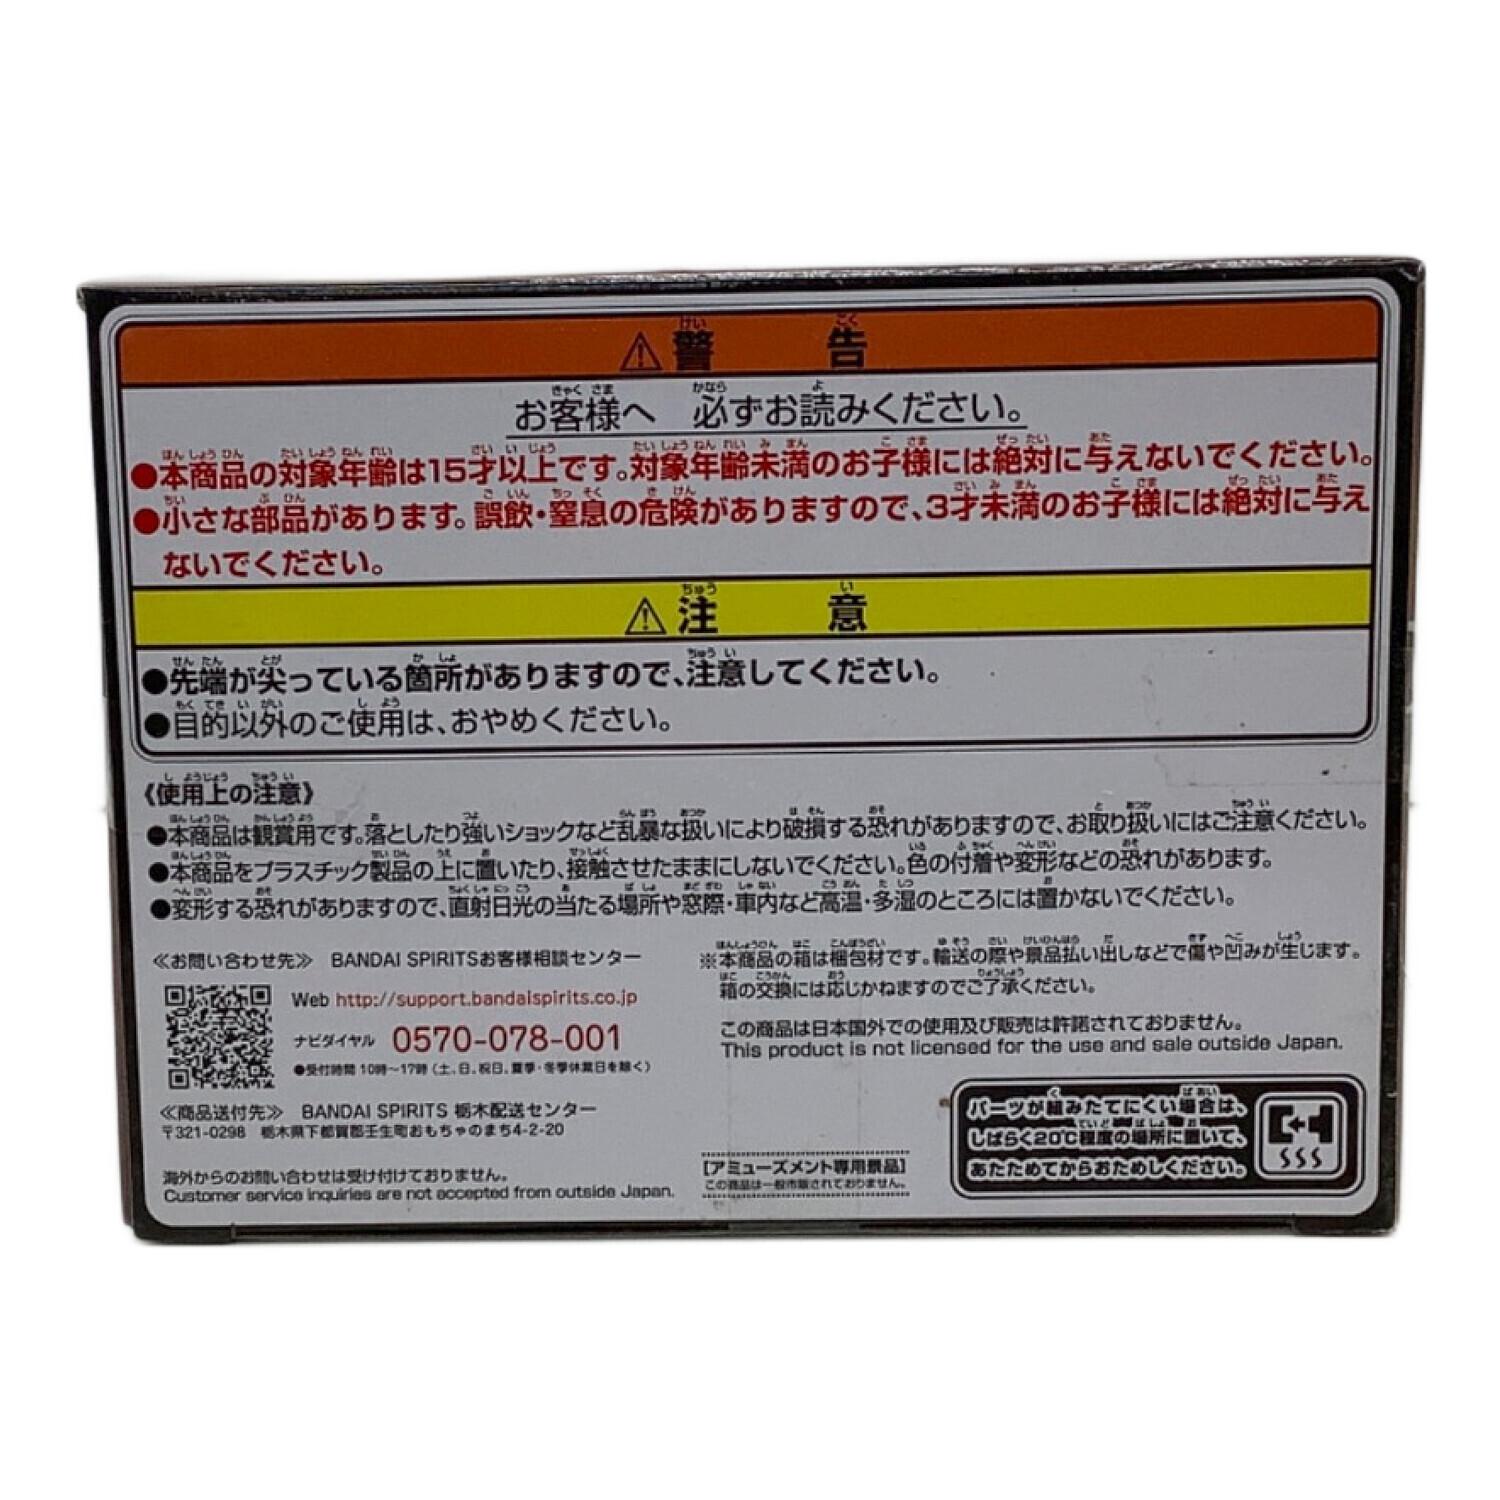 ⚠警告
お客様へ 必ずお読みください。
●本商品の対象年齢は15才以上です。対象年齢未満のお子様には絶対に与えないでください。
●小さな部品があります。誤飲・窒息の危険がありますので、3才未満のお子様には絶対に与え
ないでください。
⚠注意
●先端が尖っている箇所がありますので、注意してください。
●目的以外のご使用は、おやめください。
《使用上の注意》
●本商品は観賞用です。落としたり強いショックなど乱暴な扱いにより破損する恐れがありますので、お取り扱いにはご注意ください。
●本商品をプラスチック製品の上に置いたり、接触させたままにしないでください。色の付着や変形などの恐れがあります。
●変形する恐れがありますので、直射日光の当たる場所や窓際・車内など高温・多湿のところには置かないでください。
≪お問い合わせ先≫ BANDAI SPIRITSお客様相談センター
Web http://support.bandaispirits.co.jp
ナビダイヤル 0570-078-001
●受付時間 10時〜17時(土、日、祝日、夏季・冬季休業日を除く)
≪商品送付先≫ BANDAI SPIRITS 栃木配送センター
〒321-0298 栃木県下都賀郡壬生町おもちゃのまち4-2-20
海外からのお問い合わせは受け付けておりません。
Customer service inquiries are not accepted from outside Japan.
※本商品の箱は梱包材です。輸送の際や景品払い出しなどで傷や凹みが生じます。
箱の交換には応じかねますのでご了承ください。
この商品は日本国外での使用及び販売は許諾されておりません。
This product is not licensed for the use and sale outside Japan.
[アミューズメント専用景品]
この商品は一般市販されておりません。
パーツが組みたてにくい場合は、
しばらく20℃程度の場所に置いて、
あたためてからおためしください。